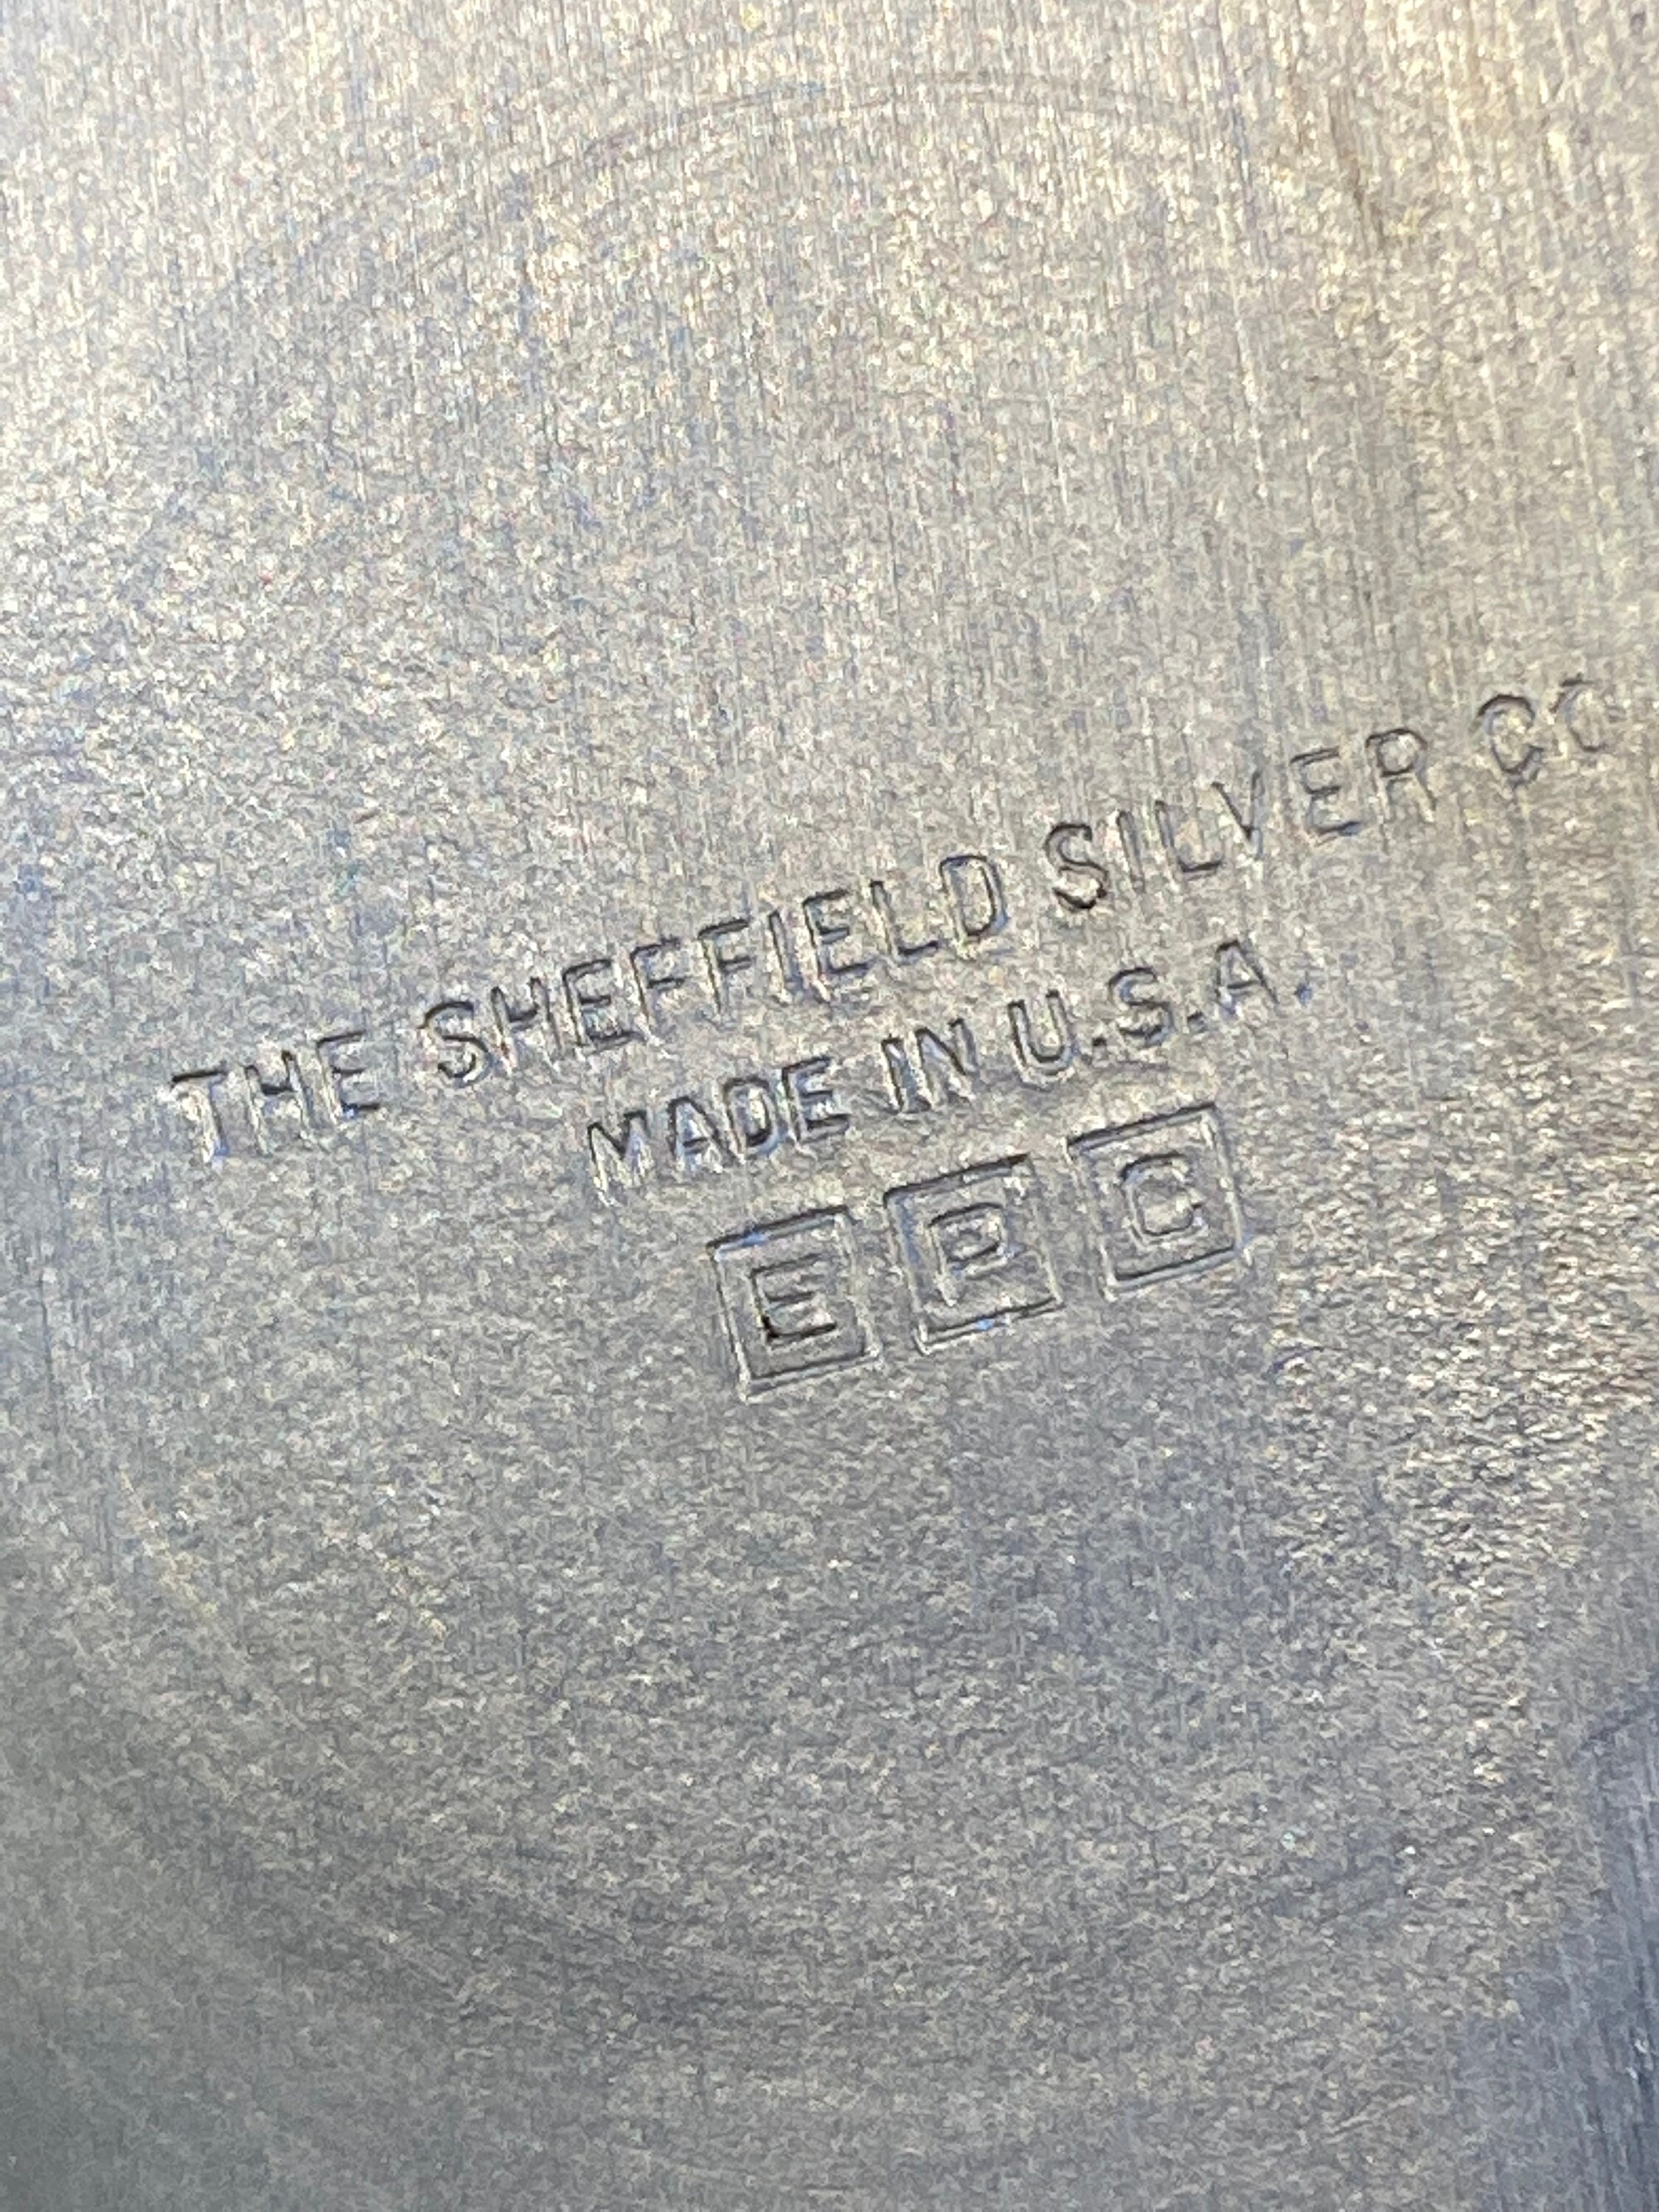 THE SHEFFIELD SILVER CO
MADE IN U.S.A.
E P C